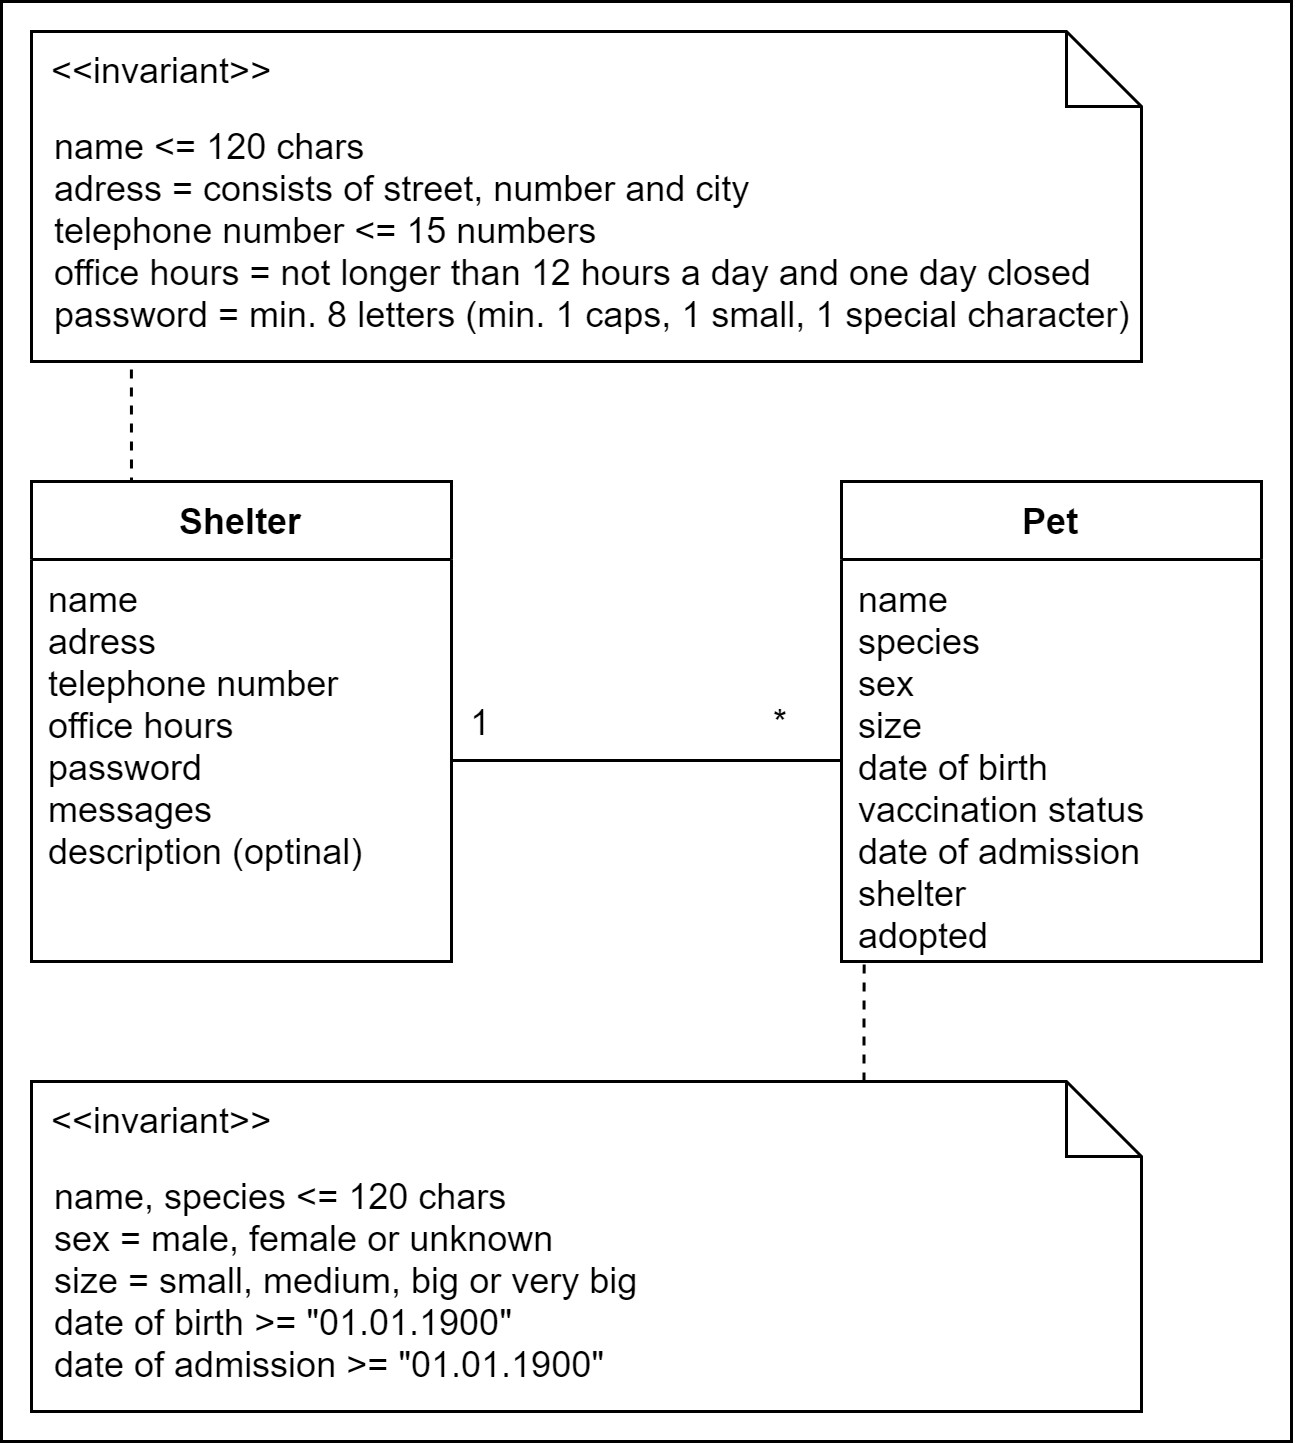 <<invariant>>
name <= 120 chars
adress = consists of street, number and city
telephone number <= 15 numbers
office hours = not longer than 12 hours a day and one day closed
password = min. 8 letters (min. 1 caps, 1 small, 1 special character)
Shelter
name
adress
telephone number
office hours
password
messages
description (optinal)
1
*
Pet
name
species
sex
size
date of birth
vaccination status
date of admission
shelter
adopted
<<invariant>>
name, species <= 120 chars
sex = male, female or unknown
size = small, medium, big or very big
date of birth >= "01.01.1900"
date of admission >= "01.01.1900"